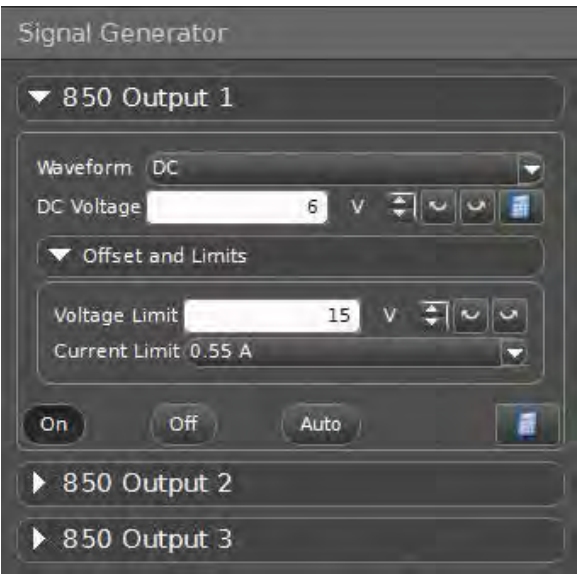 Signal Generator
850 Output 1
Waveform DC
DC Voltage 6 V
Offset and Limits
Voltage Limit 15 V
Current Limit 0.55 A
On Off Auto
850 Output 2
850 Output 3